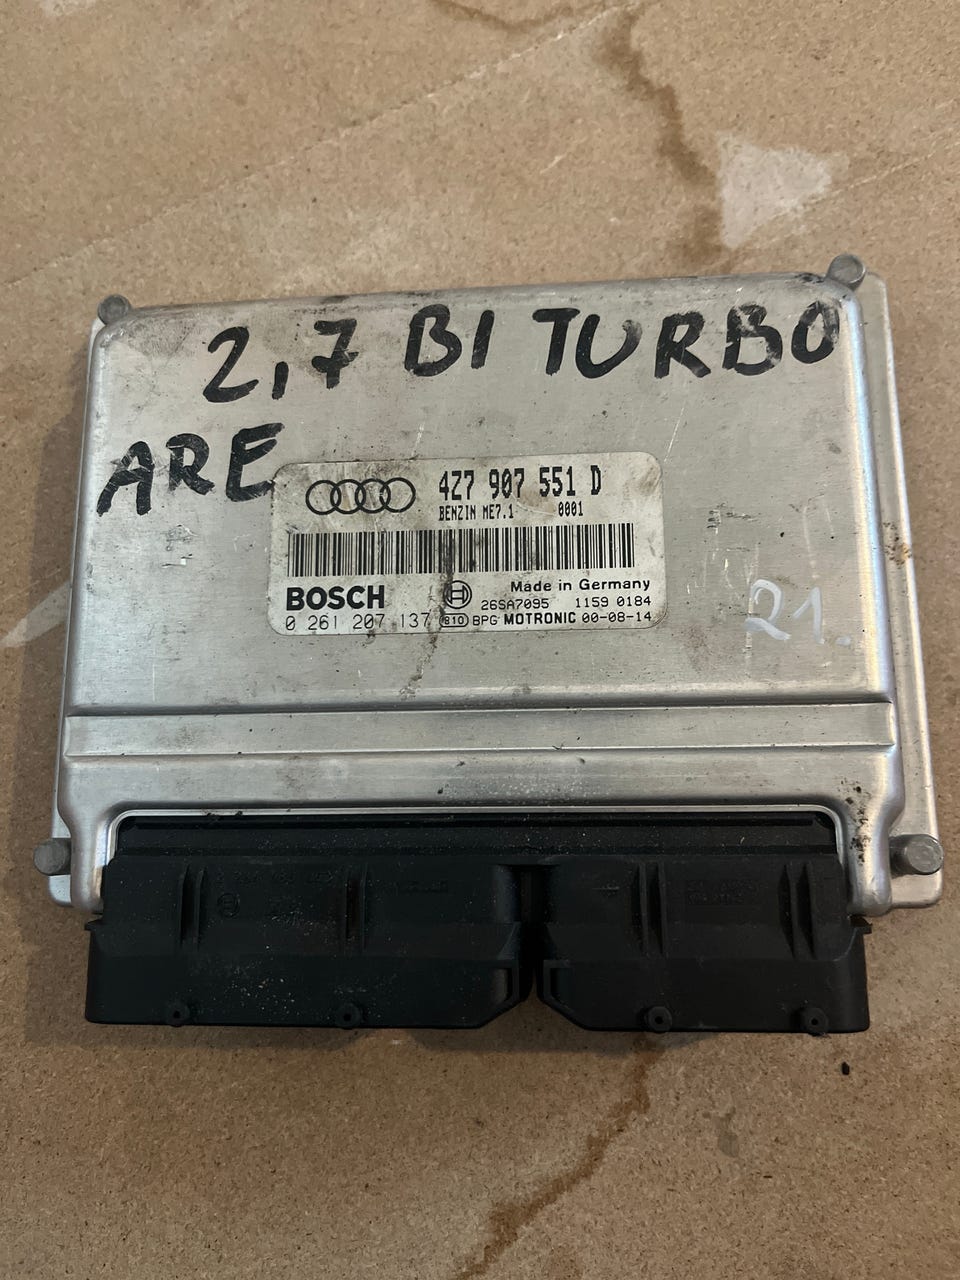 2,7 BI TURBO
ARE
4Z7 907 551 D
BENZIN ME7.1 0001
BOSCH
Made in Germany
26SA7095 1159 0184
0 261 207 137 810 BPG MOTRONIC 00-08-14
21.